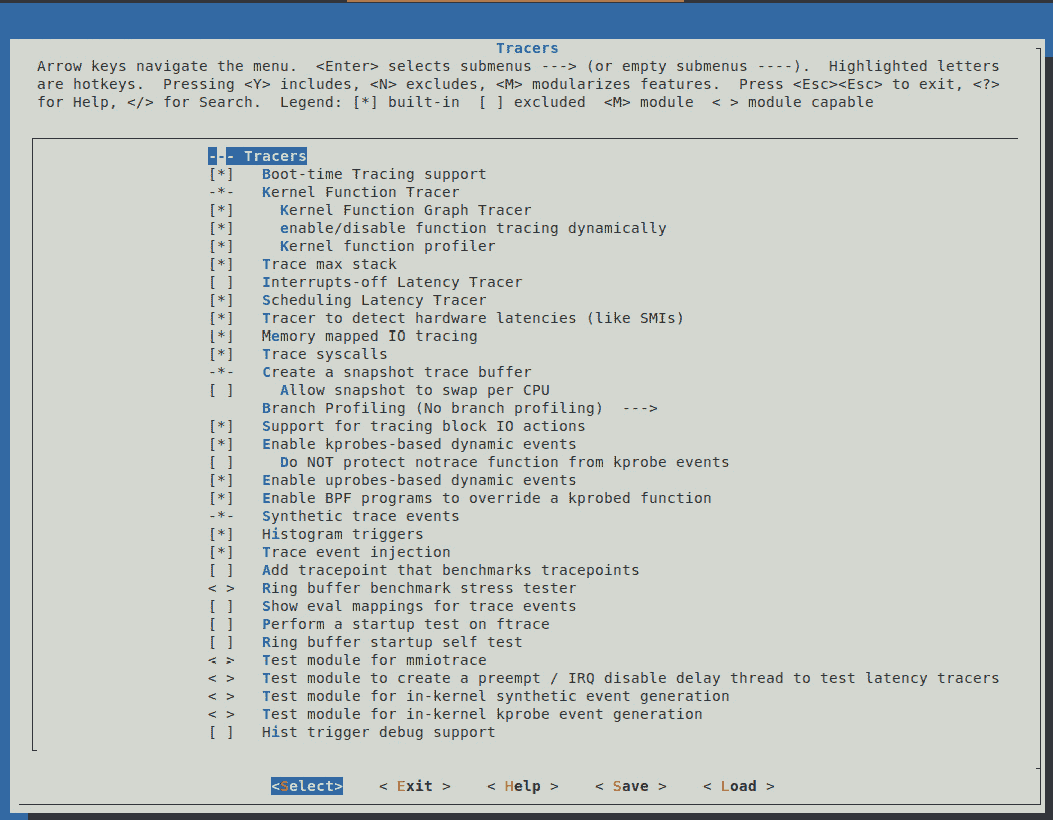 Tracers
Arrow keys navigate the menu.  <Enter> selects submenus ---> (or empty submenus ----).  Highlighted letters
are hotkeys.  Pressing <Y> includes, <N> excludes, <M> modularizes features.  Press <Esc><Esc> to exit, <?>
for Help, </> for Search.  Legend: [*] built-in  [ ] excluded  <M> module  < > module capable
--- Tracers
[*]   Boot-time Tracing support
-*-   Kernel Function Tracer
[*]     Kernel Function Graph Tracer
[*]     enable/disable function tracing dynamically
[*]     Kernel function profiler
[*]   Trace max stack
[ ]   Interrupts-off Latency Tracer
[*]   Scheduling Latency Tracer
[*]   Tracer to detect hardware latencies (like SMIs)
[*]   Memory mapped IO tracing
[*]   Trace syscalls
-*-   Create a snapshot trace buffer
[ ]     Allow snapshot to swap per CPU
      Branch Profiling (No branch profiling)  --->
[*]   Support for tracing block IO actions
[*]   Enable kprobes-based dynamic events
[ ]     Do NOT protect notrace function from kprobe events
[*]   Enable uprobes-based dynamic events
[*]   Enable BPF programs to override a kprobed function
-*-   Synthetic trace events
[*]   Histogram triggers
[*]   Trace event injection
[ ]   Add tracepoint that benchmarks tracepoints
< >   Ring buffer benchmark stress tester
[ ]   Show eval mappings for trace events
[ ]   Perform a startup test on ftrace
[ ]   Ring buffer startup self test
< >   Test module for mmiotrace
< >   Test module to create a preempt / IRQ disable delay thread to test latency tracers
< >   Test module for in-kernel synthetic event generation
< >   Test module for in-kernel kprobe event generation
[ ]   Hist trigger debug support
<Select>    < Exit >    < Help >    < Save >    < Load >